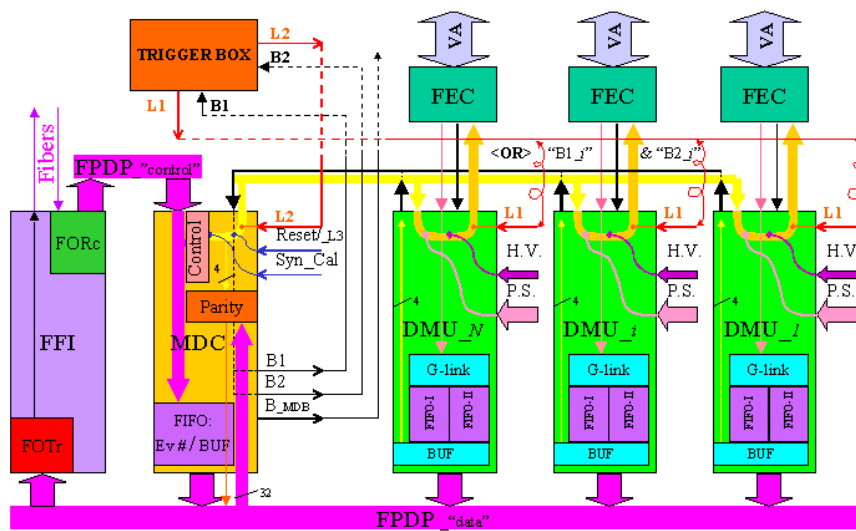 VA VA VA
TRIGGER BOX L2
B2
L1 B1
FEC FEC FEC
Fibers
FPDP_"control"
<OR> "B1_i" & "B2_i"
FORc
Control
L2
Reset/_L3
Syn_Cal
L1 L1 L1
H.V. H.V. H.V.
P.S. P.S. P.S.
4
4 4 4
Parity
FFI MDC DMU_N DMU_i DMU_1
B1
B2
B_MDB
G-link G-link G-link
FIFO-I FIFO-II FIFO-I FIFO-II FIFO-I FIFO-II
FOTr
FIFO:
Ev # / BUF
BUF BUF BUF
32
FPDP_"data"